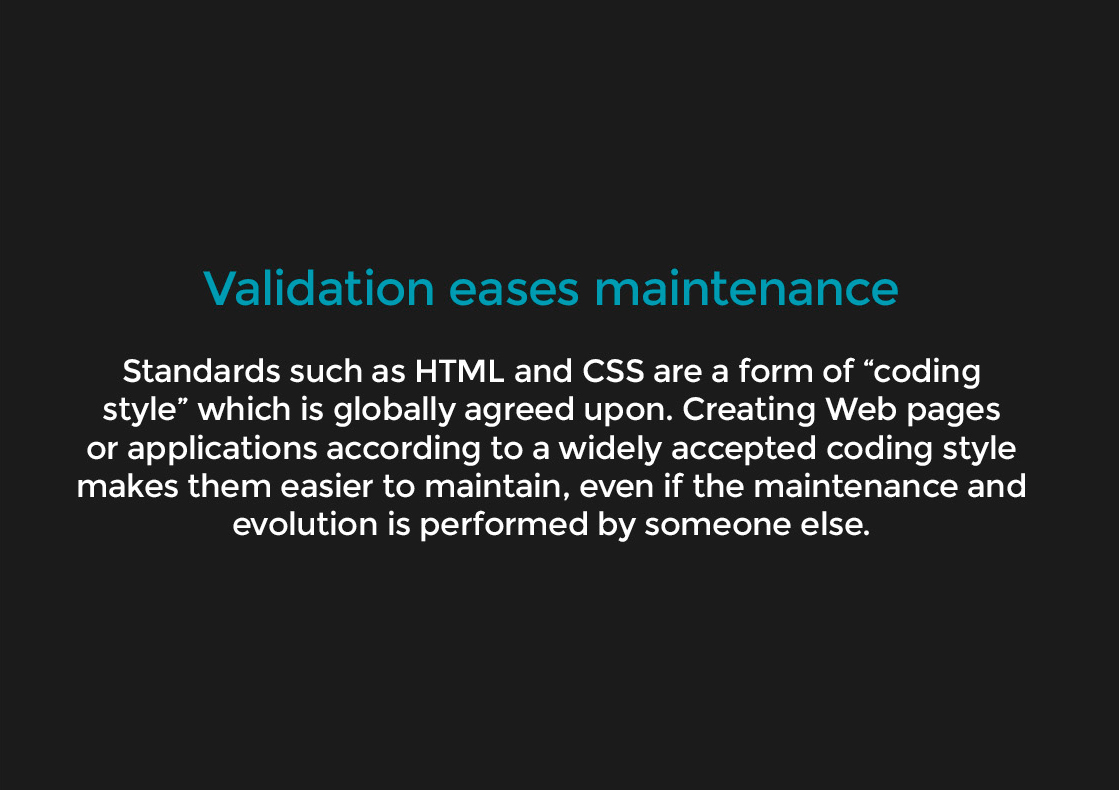 Validation eases maintenance
Standards such as HTML and CSS are a form of “coding
style” which is globally agreed upon. Creating Web pages
or applications according to a widely accepted coding style
makes them easier to maintain, even if the maintenance and
evolution is performed by someone else.